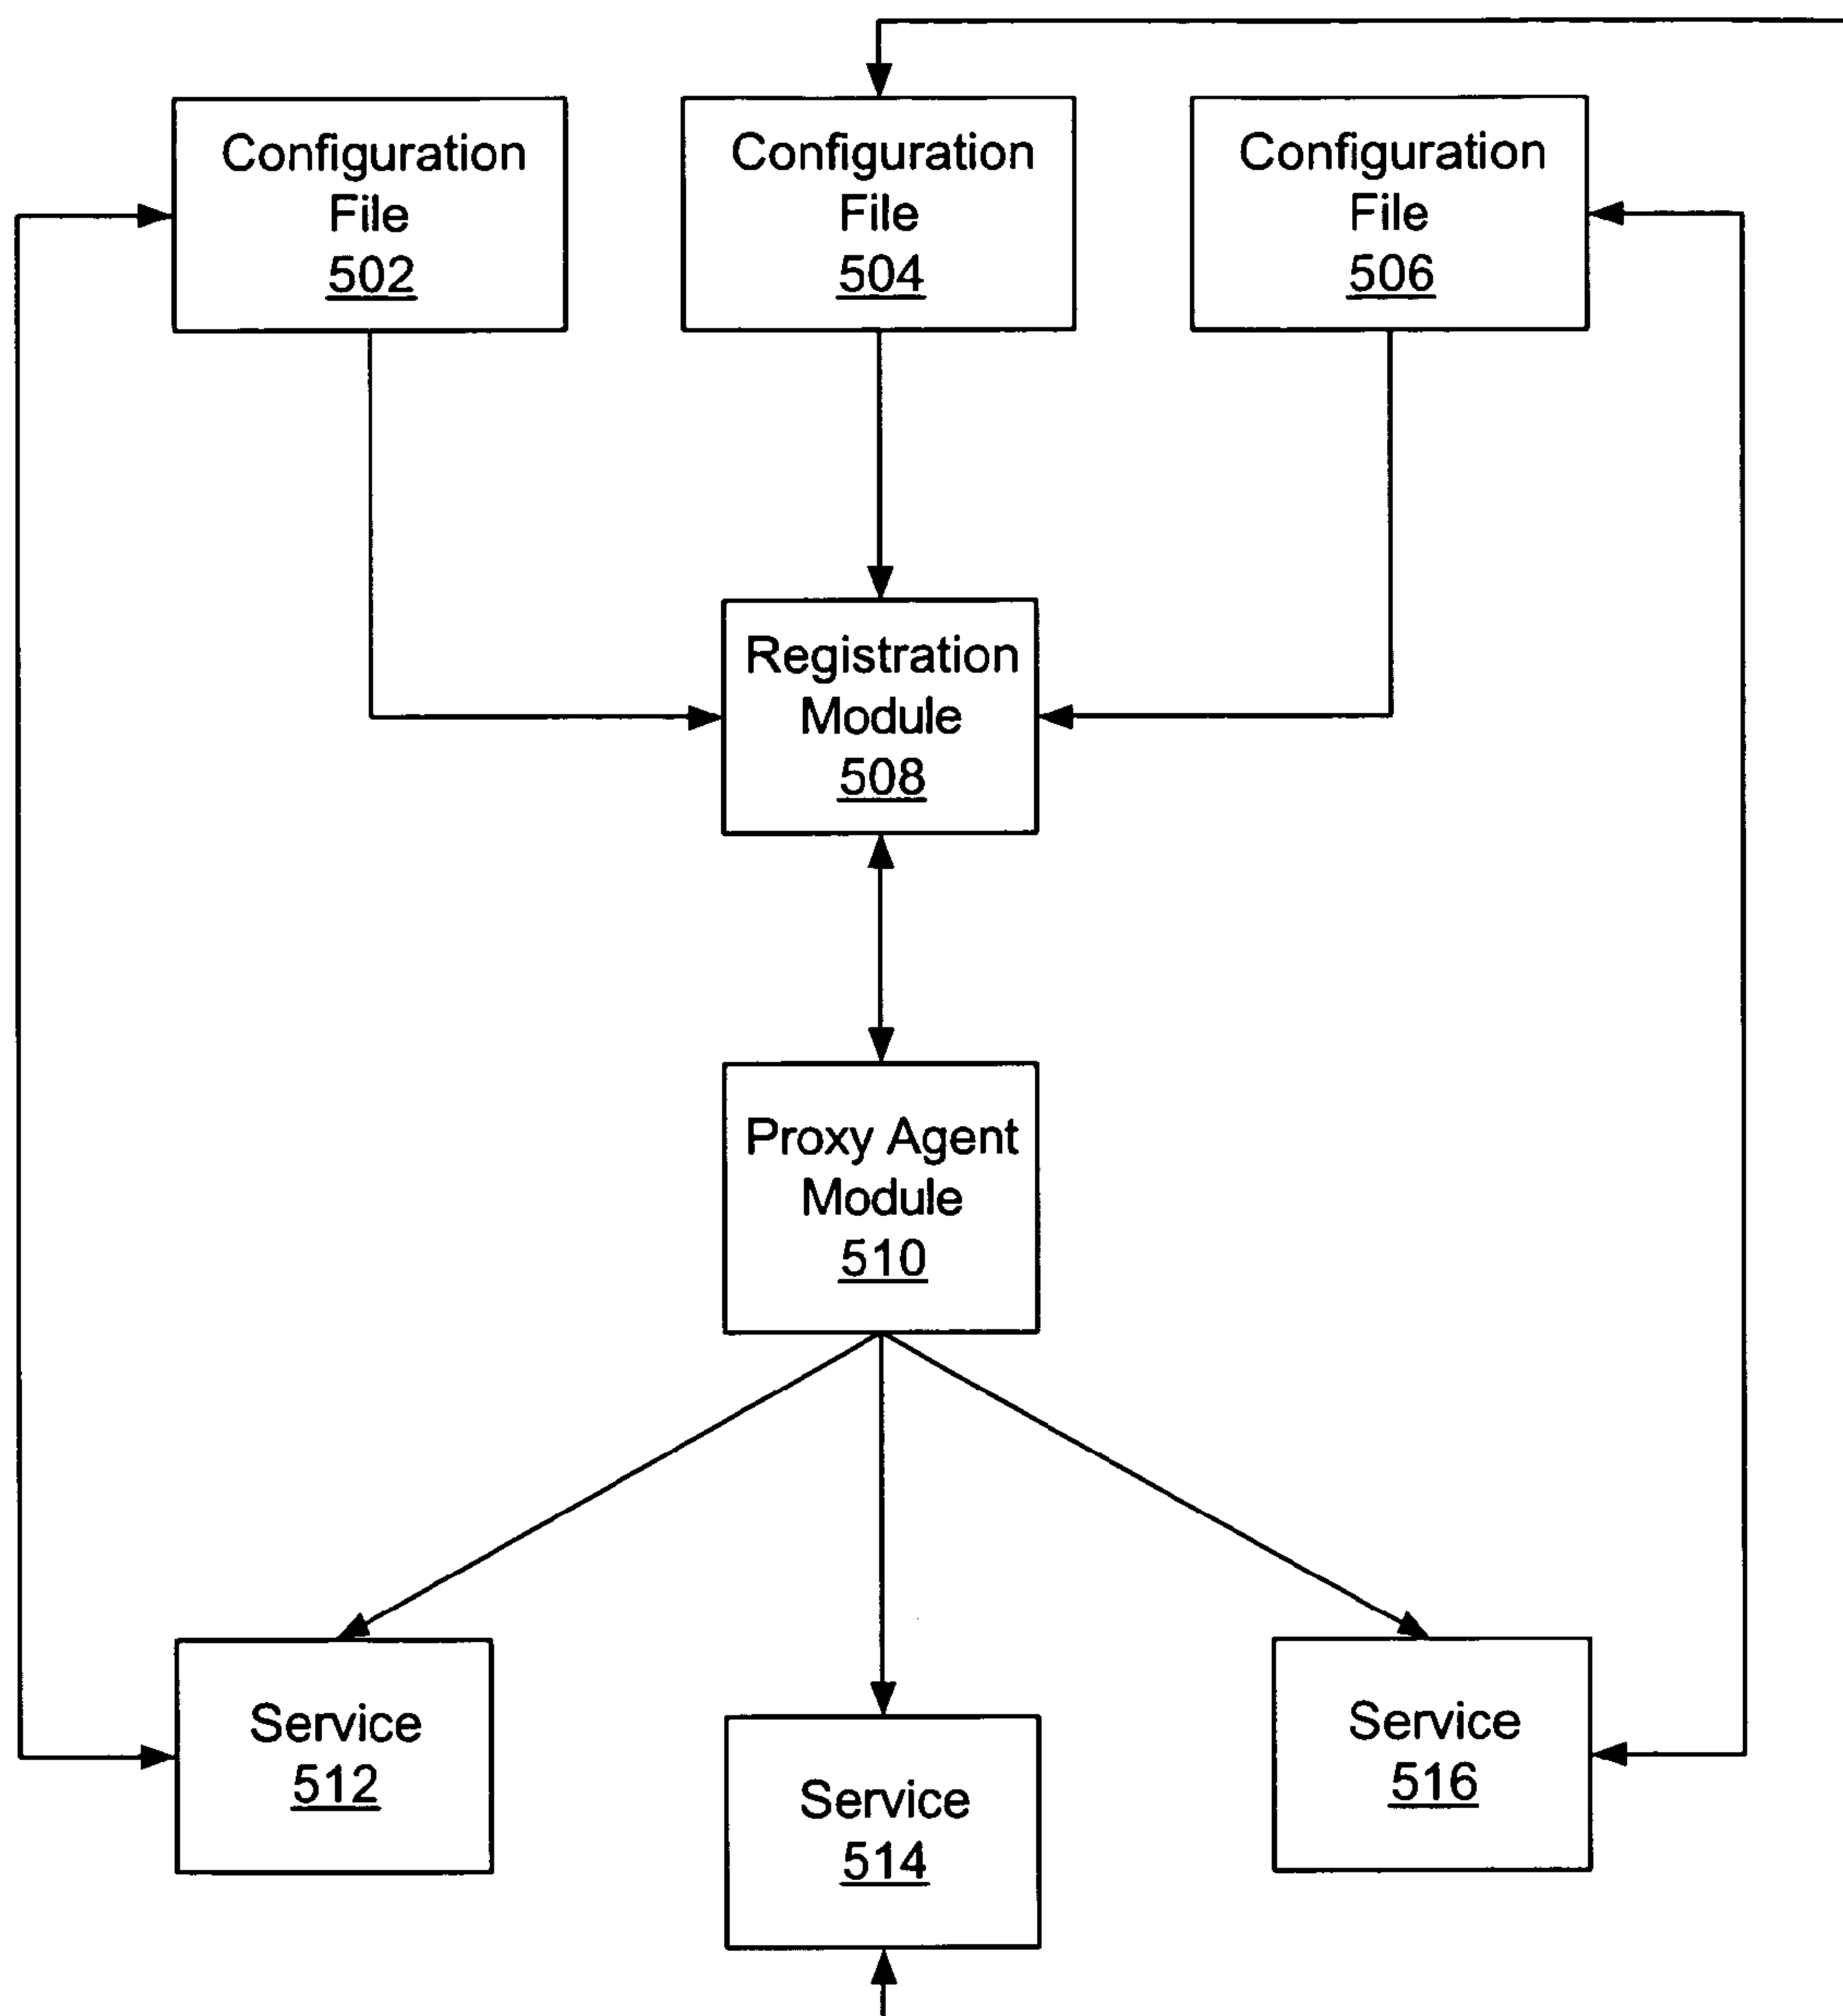 Configuration
File
502
Configuration
File
504
Configuration
File
506
Registration
Module
508
Proxy Agent
Module
510
Service
512
Service
514
Service
516